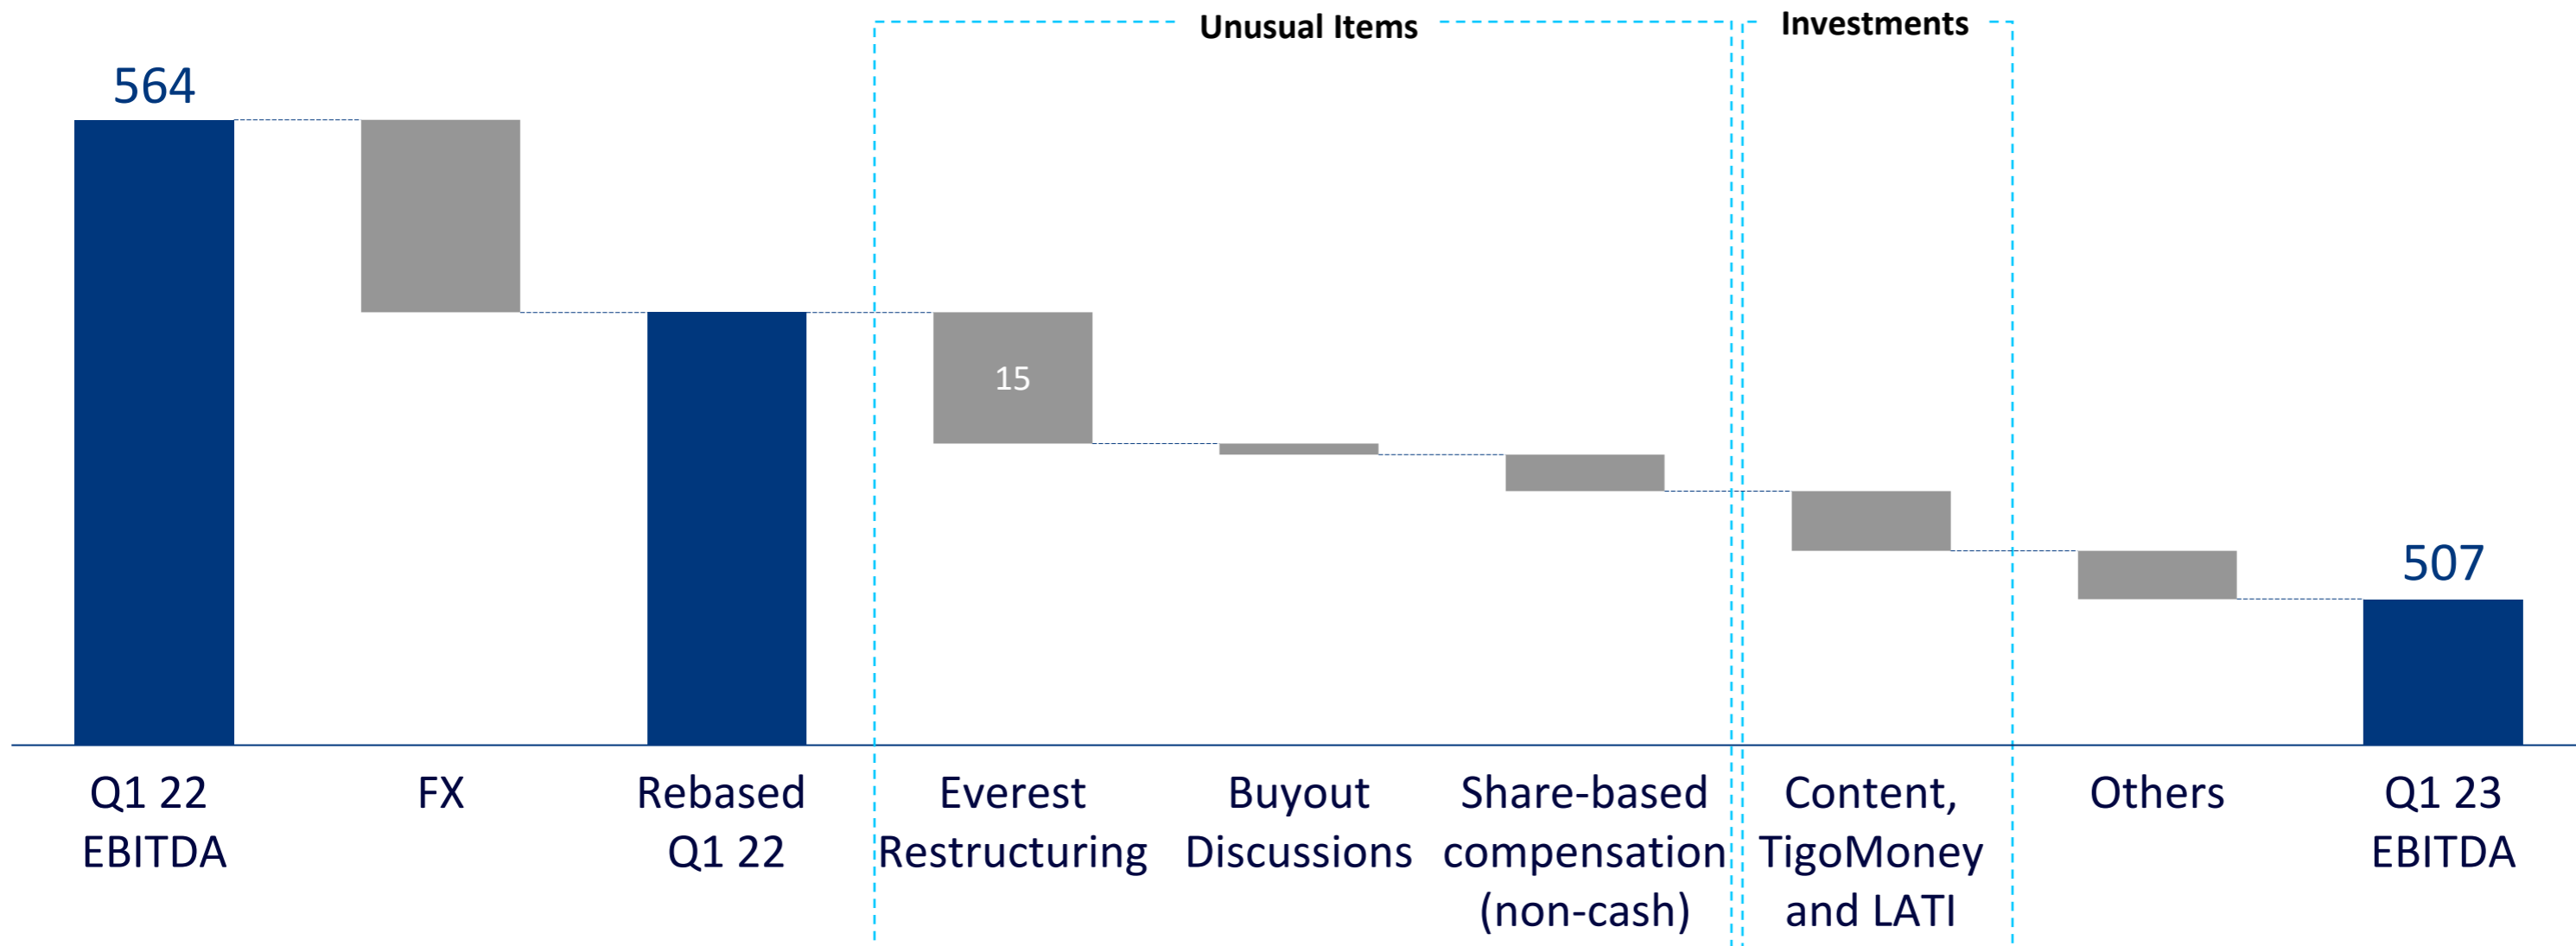 Unusual Items
Investments
564
15
507
Q1 22
EBITDA
FX
Rebased
Q1 22
Everest
Restructuring
Buyout
Discussions
Share-based
compensation
(non-cash)
Content,
TigoMoney
and LATI
Others
Q1 23
EBITDA